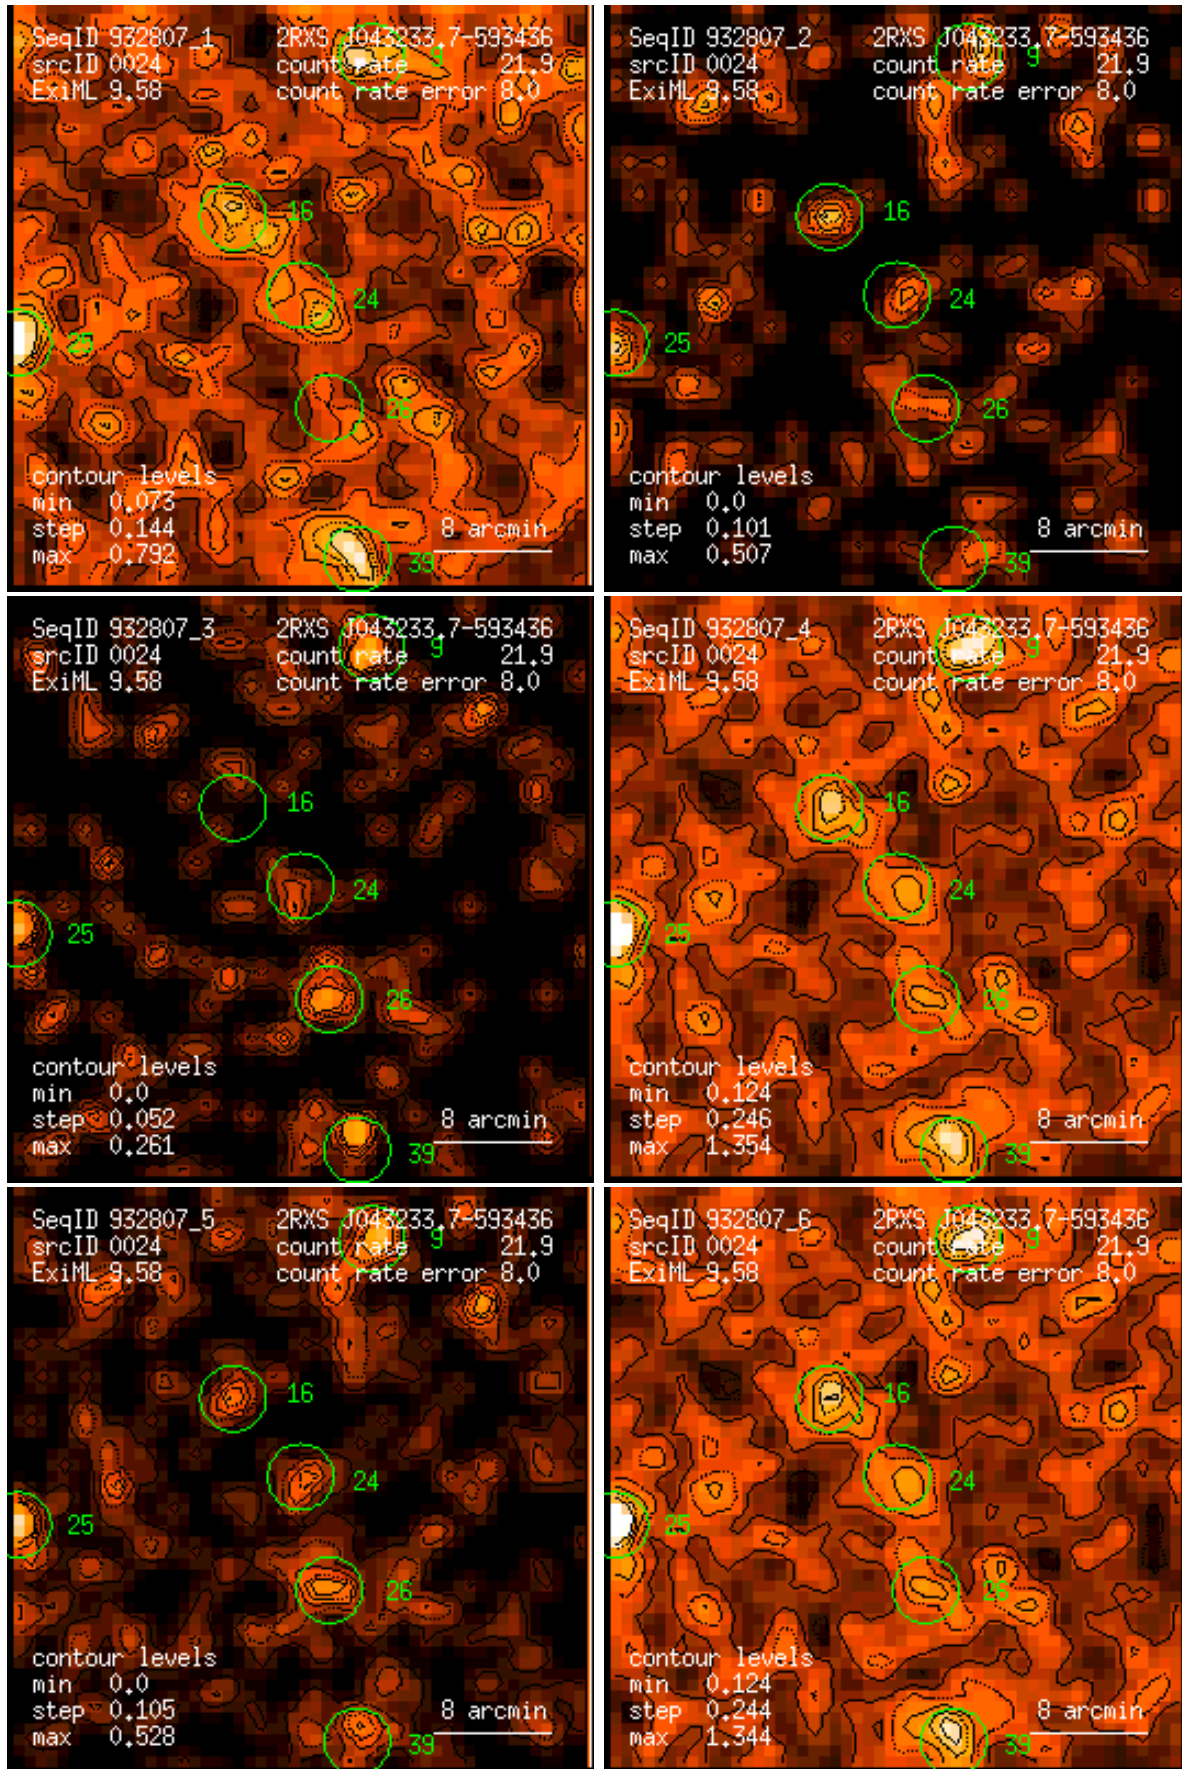 SeqID 932807_1 2RXS J043233.7-593436
srcID 0024 count rate 9 21.9
ExiML 9.58 count rate error 8.0
16
24
25
26
contour levels
min 0.073
step 0.144 8 arcmin
max 0.792 39
SeqID 932807_2 2RXS J043233.7-593436
srcID 0024 count rate 9 21.9
ExiML 9.58 count rate error 8.0
16
24
25
26
contour levels
min 0.0
step 0.101 8 arcmin
max 0.507 39
SeqID 932807_3 2RXS J043233.7-593436
srcID 0024 count rate 9 21.9
ExiML 9.58 count rate error 8.0
16
24
25
26
contour levels
min 0.0
step 0.052 8 arcmin
max 0.261 39
SeqID 932807_4 2RXS J043233.7-593436
srcID 0024 count rate 9 21.9
ExiML 9.58 count rate error 8.0
16
24
25
26
contour levels
min 0.124
step 0.246 8 arcmin
max 1.354 39
SeqID 932807_5 2RXS J043233.7-593436
srcID 0024 count rate 9 21.9
ExiML 9.58 count rate error 8.0
16
24
25
26
contour levels
min 0.0
step 0.105 8 arcmin
max 0.528 39
SeqID 932807_6 2RXS J043233.7-593436
srcID 0024 count rate 9 21.9
ExiML 9.58 count rate error 8.0
16
24
25
26
contour levels
min 0.124
step 0.244 8 arcmin
max 1.344 39